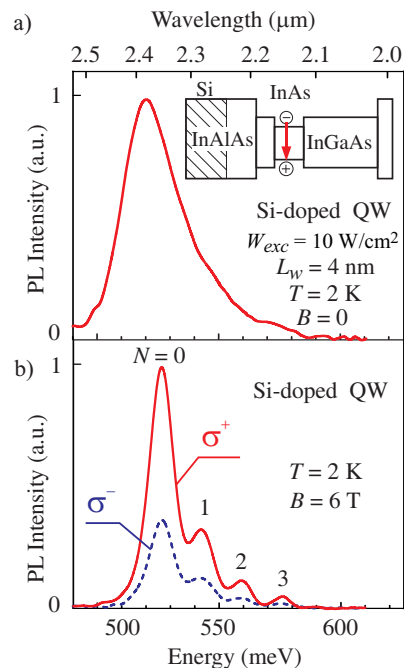 Wavelength (μm)
a)
2.5 2.4 2.3 2.2 2.1 2.0
PL Intensity (a.u.)
1
0
Si
InAs
InAlAs
InGaAs
−
+
Si-doped QW
W_exc = 10 W/cm²
L_W = 4 nm
T = 2 K
B = 0
b)
PL Intensity (a.u.)
1
0
N = 0
Si-doped QW
σ⁺
σ⁻
T = 2 K
B = 6 T
1
2
3
500 550 600
Energy (meV)